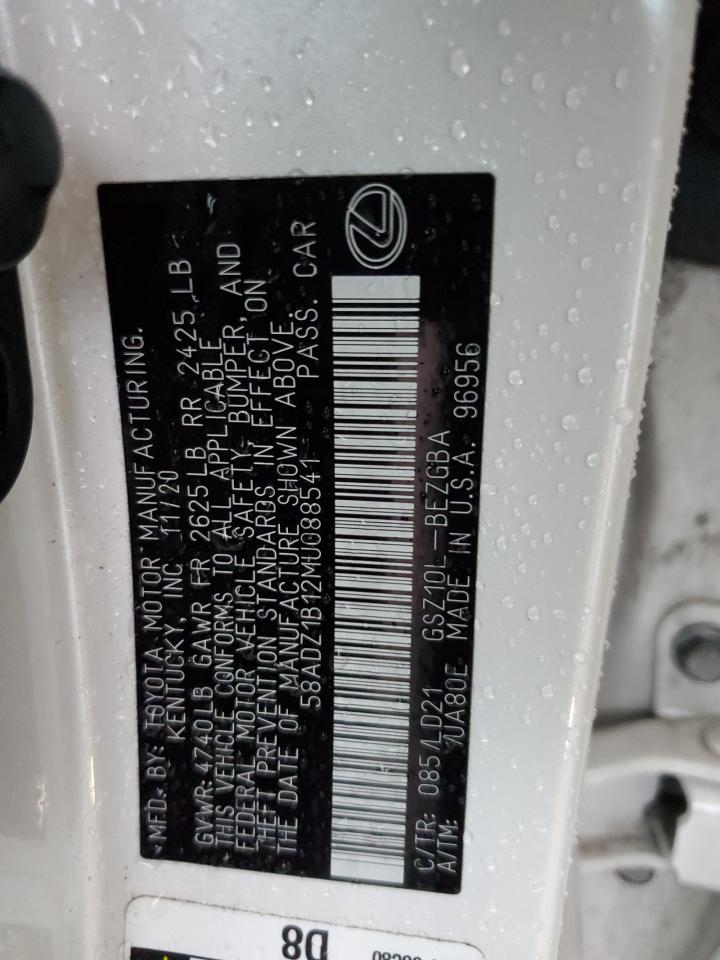 MFD. BY: TOYOTA MOTOR MANUFACTURING.
KENTUCKY, INC. 11/20
GVWR 4740LB GAWR FR 2625 LB RR 2425 LB
THIS VEHICLE CONFORMS TO ALL APPLICABLE
FEDERAL MOTOR VEHICLE SAFETY, BUMPER, AND
THEFT PREVENTION STANDARDS IN EFFECT ON
THE DATE OF MANUFACTURE SHOWN ABOVE.
58ADZ1B12MU088541 PASS. CAR
C/TR: 085/LD21 GSZ10L-BEZGBA
A/TM: /UA80E MADE IN U.S.A. 96956
D8